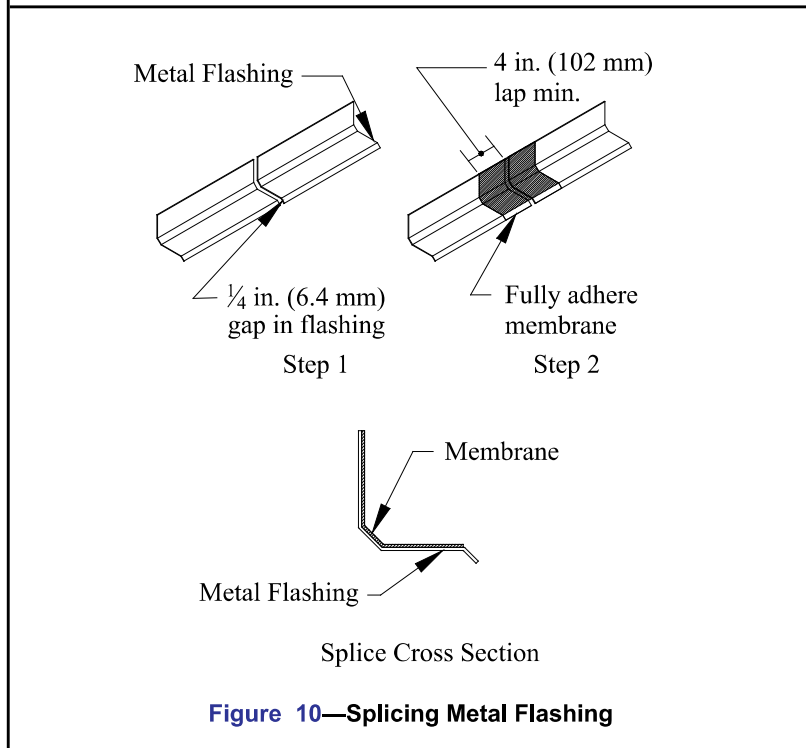 Metal Flashing
4 in. (102 mm)
lap min.
¼ in. (6.4 mm)
gap in flashing
Step 1
Fully adhere
membrane
Step 2
Membrane
Metal Flashing
Splice Cross Section
Figure 10—Splicing Metal Flashing